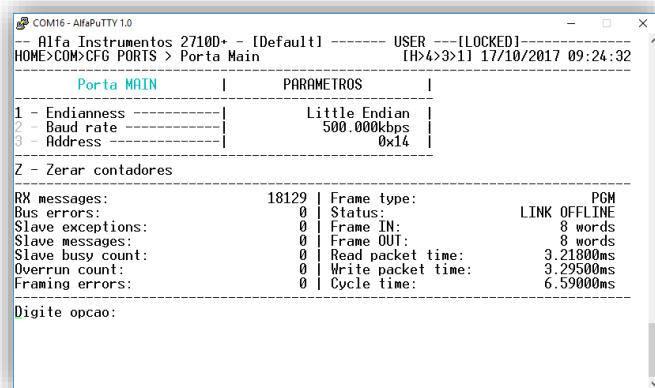 COM16 - AlfaPuTTY 1.0
-- Alfa Instrumentos 2710D+ - [Default] ------- USER ---[LOCKED]--------------
HOME>COM>CFG PORTS > Porta Main [H>4>3>1] 17/10/2017 09:24:32
Porta MAIN | PARAMETROS |
1 - Endianness ------------| Little Endian |
2 - Baud rate -------------| 500.000kbps |
3 - Address ---------------| 0x14 |
Z - Zerar contadores
RX messages: 18129 | Frame type: PGM
Bus errors: 0 | Status: LINK OFFLINE
Slave exceptions: 0 | Frame IN: 8 words
Slave messages: 0 | Frame OUT: 8 words
Slave busy count: 0 | Read packet time: 3.21800ms
Overrun count: 0 | Write packet time: 3.29500ms
Framing errors: 0 | Cycle time: 6.59000ms
Digite opcao: